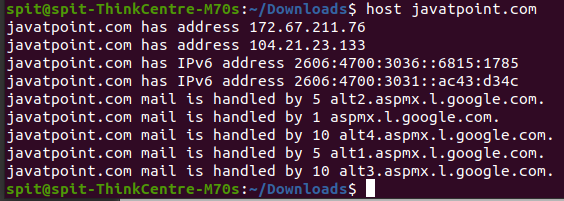 spit@spit-ThinkCentre-M70s:~/Downloads$ host javatpoint.com
javatpoint.com has address 172.67.211.76
javatpoint.com has address 104.21.23.133
javatpoint.com has IPv6 address 2606:4700:3036::6815:1785
javatpoint.com has IPv6 address 2606:4700:3031::ac43:d34c
javatpoint.com mail is handled by 5 alt2.aspmx.l.google.com.
javatpoint.com mail is handled by 1 aspmx.l.google.com.
javatpoint.com mail is handled by 10 alt4.aspmx.l.google.com.
javatpoint.com mail is handled by 5 alt1.aspmx.l.google.com.
javatpoint.com mail is handled by 10 alt3.aspmx.l.google.com.
spit@spit-ThinkCentre-M70s:~/Downloads$